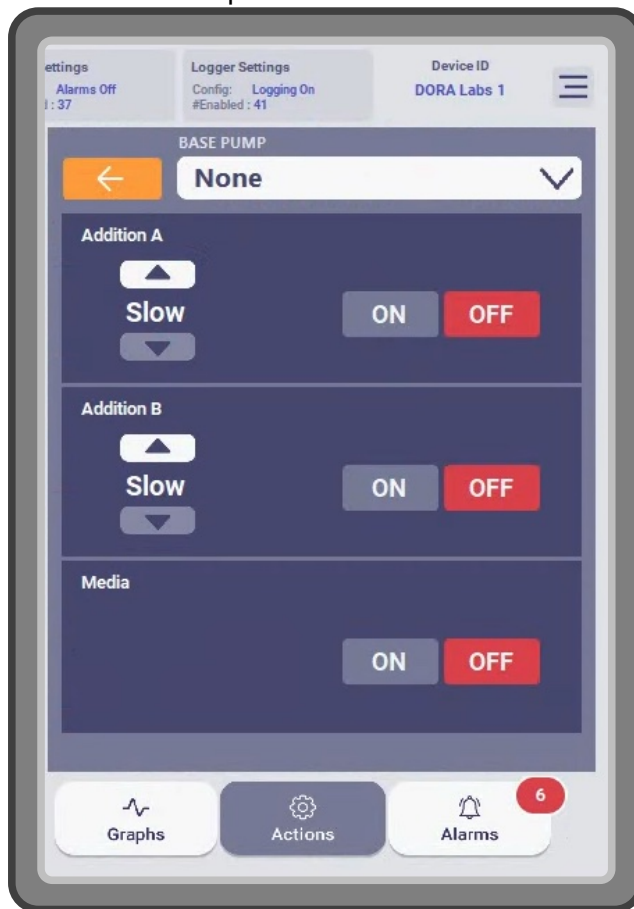 ettings
Alarms Off
: 37
Logger Settings
Config: Logging On
#Enabled : 41
Device ID
DORA Labs 1
BASE PUMP
None
Addition A
Slow
ON OFF
Addition B
Slow
ON OFF
Media
ON OFF
6
Graphs
Actions
Alarms